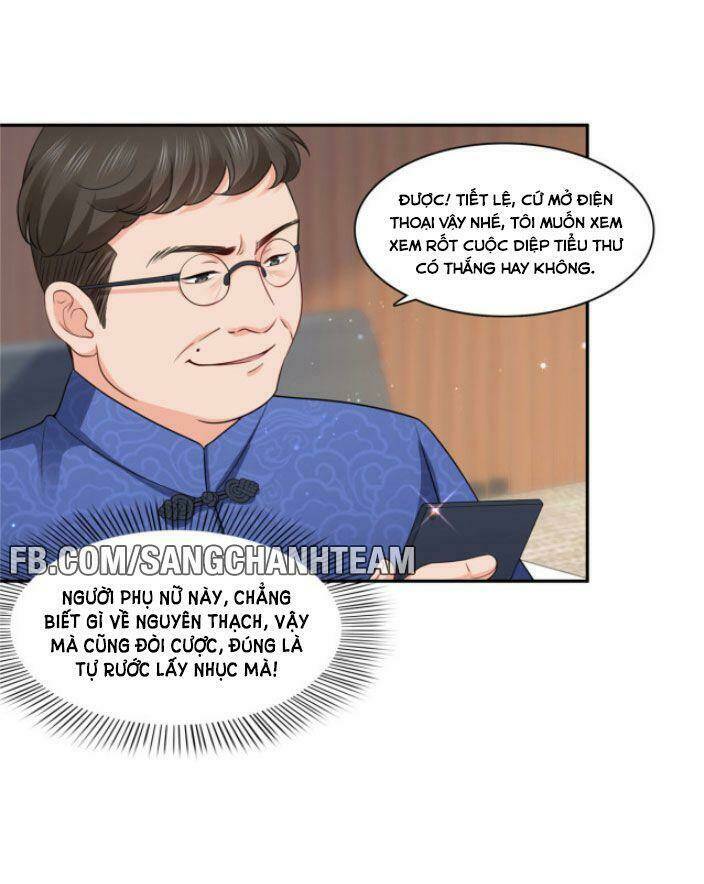 ĐƯỢC! TIẾT LỆ, CỨ MỞ ĐIỆN
THOẠI VẬY NHÉ, TÔI MUỐN XEM
XEM RỐT CUỘC DIỆP TIỂU THƯ
CÓ THẮNG HAY KHÔNG.
FB.COM/SANGCHANHTEAM
NGƯỜI PHỤ NỮ NÀY, CHẲNG
BIẾT GÌ VỀ NGUYÊN THẠCH, VẬY
MÀ CŨNG ĐÒI CƯỢC, ĐÚNG LÀ
TỰ RƯỚC LẤY NHỤC MÀ!